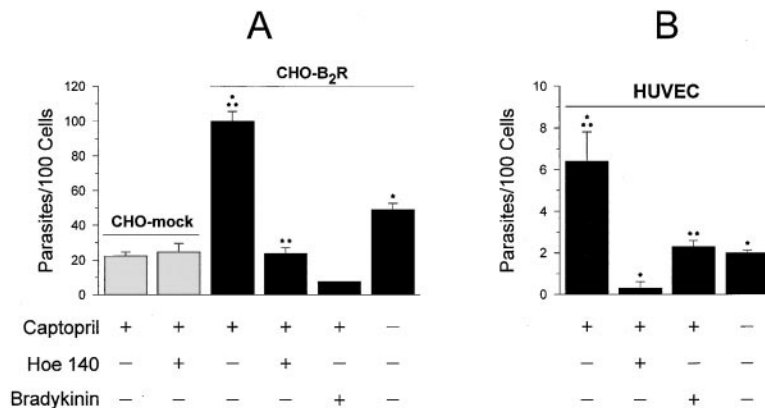 A
B
CHO-B₂R
CHO-mock
Parasites/100 Cells
120
100
80
60
40
20
0
*
**
**
*
HUVEC
Parasites/100 Cells
10
8
6
4
2
0
*
**
*
**
*
Captopril + + + + + − + + + −
Hoe 140 − + − + − − − + − −
Bradykinin − − − − + − − − + −